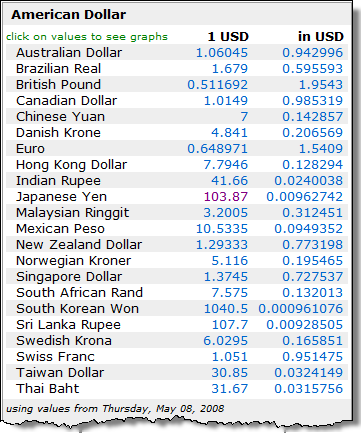 American Dollar
click on values to see graphs 1 USD in USD
Australian Dollar 1.06045 0.942996
Brazilian Real 1.679 0.595593
British Pound 0.511692 1.9543
Canadian Dollar 1.0149 0.985319
Chinese Yuan 7 0.142857
Danish Krone 4.841 0.206569
Euro 0.648971 1.5409
Hong Kong Dollar 7.7946 0.128294
Indian Rupee 41.66 0.0240038
Japanese Yen 103.87 0.00962742
Malaysian Ringgit 3.2005 0.312451
Mexican Peso 10.5335 0.0949352
New Zealand Dollar 1.29333 0.773198
Norwegian Kroner 5.116 0.195465
Singapore Dollar 1.3745 0.727537
South African Rand 7.575 0.132013
South Korean Won 1040.5 0.000961076
Sri Lanka Rupee 107.7 0.00928505
Swedish Krona 6.0295 0.165851
Swiss Franc 1.051 0.951475
Taiwan Dollar 30.85 0.0324149
Thai Baht 31.67 0.0315756
using values from Thursday, May 08, 2008